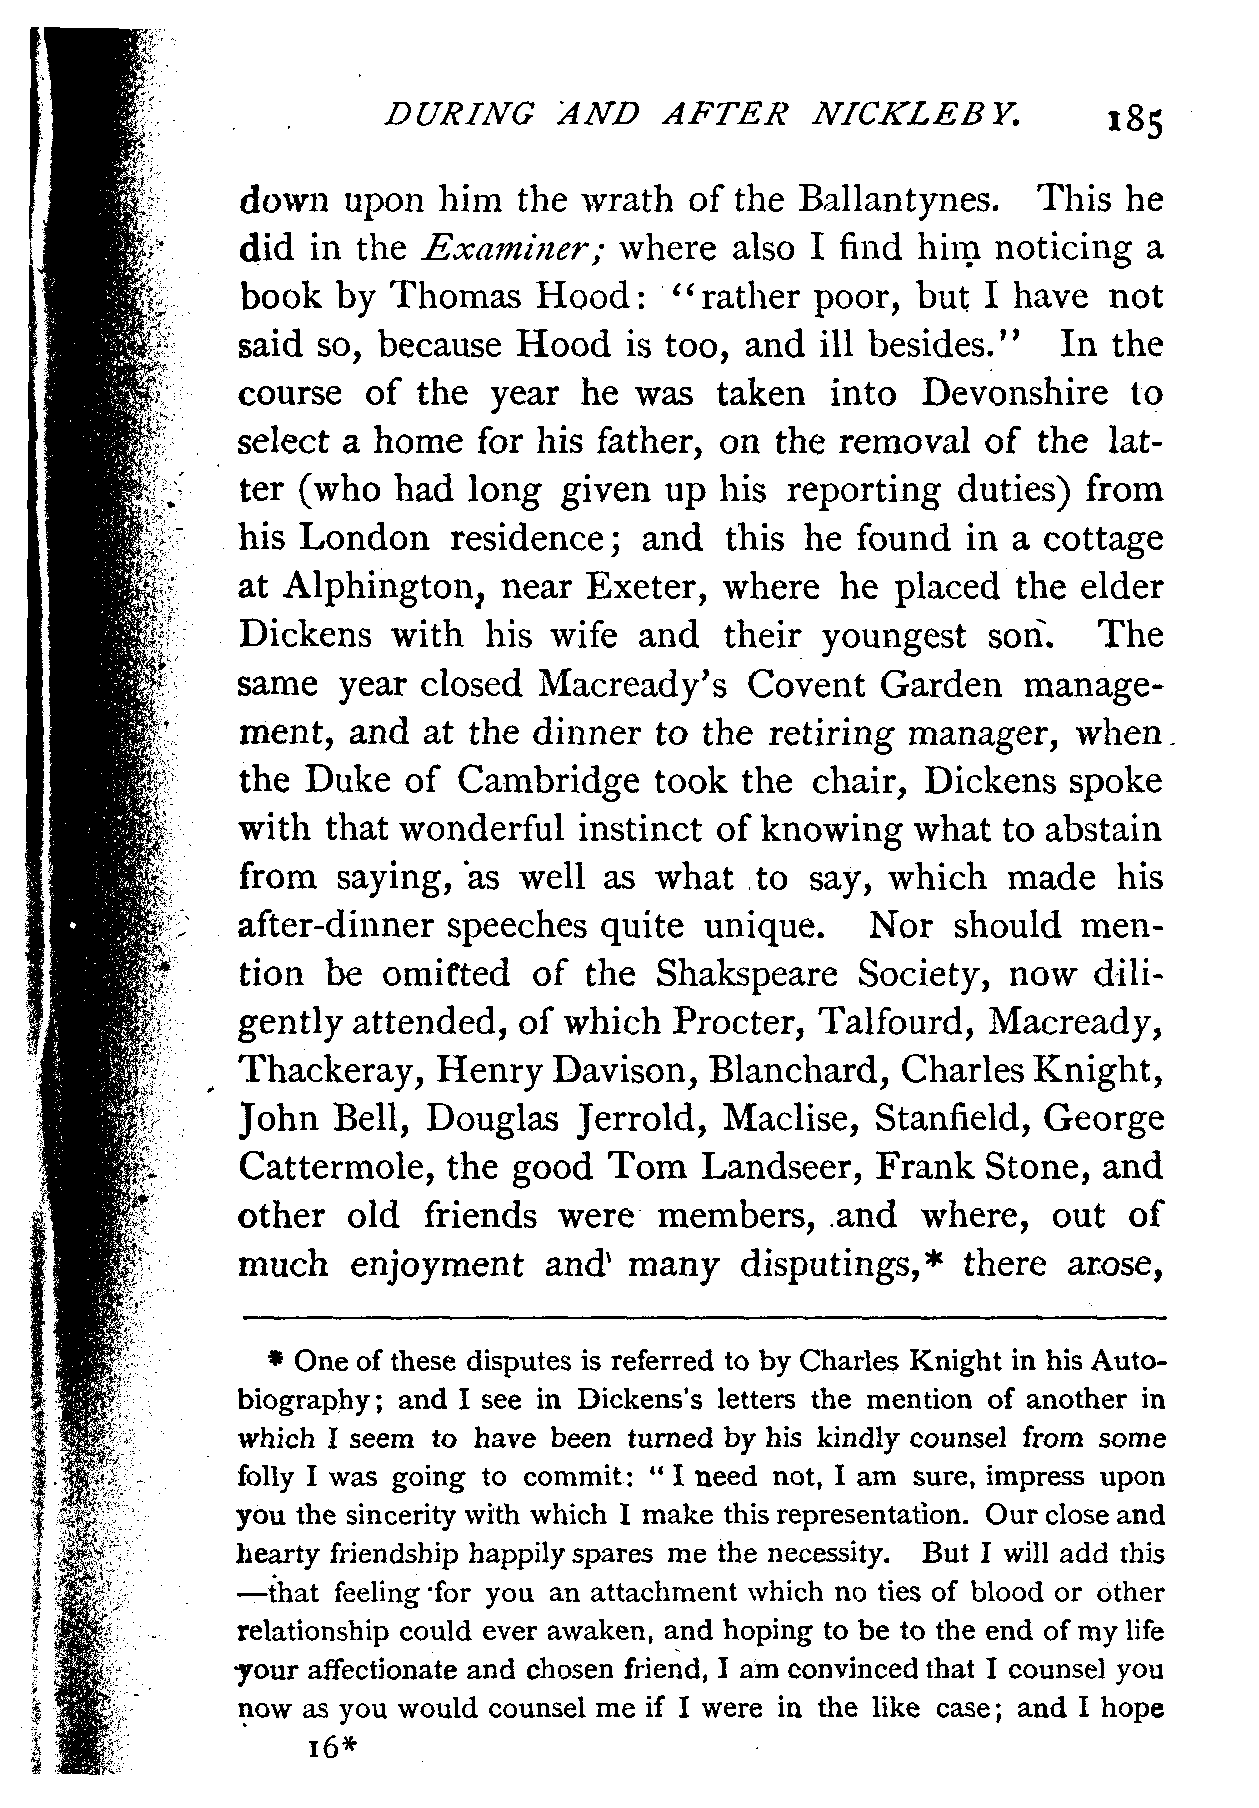 DURING AND AFTER NICKLEBY. 185
down upon him the wrath of the Ballantynes. This he
did in the Examiner; where also I find him noticing a
book by Thomas Hood: "rather poor, but I have not
said so, because Hood is too, and ill besides." In the
course of the year he was taken into Devonshire to
select a home for his father, on the removal of the lat-
ter (who had long given up his reporting duties) from
his London residence; and this he found in a cottage
at Alphington, near Exeter, where he placed the elder
Dickens with his wife and their youngest son. The
same year closed Macready's Covent Garden manage-
ment, and at the dinner to the retiring manager, when
the Duke of Cambridge took the chair, Dickens spoke
with that wonderful instinct of knowing what to abstain
from saying, as well as what to say, which made his
after-dinner speeches quite unique. Nor should men-
tion be omitted of the Shakspeare Society, now dili-
gently attended, of which Procter, Talfourd, Macready,
Thackeray, Henry Davison, Blanchard, Charles Knight,
John Bell, Douglas Jerrold, Maclise, Stanfield, George
Cattermole, the good Tom Landseer, Frank Stone, and
other old friends were members, and where, out of
much enjoyment and many disputings,* there arose,
* One of these disputes is referred to by Charles Knight in his Auto-
biography; and I see in Dickens's letters the mention of another in
which I seem to have been turned by his kindly counsel from some
folly I was going to commit: "I need not, I am sure, impress upon
you the sincerity with which I make this representation. Our close and
hearty friendship happily spares me the necessity. But I will add this
—that feeling for you an attachment which no ties of blood or other
relationship could ever awaken, and hoping to be to the end of my life
your affectionate and chosen friend, I am convinced that I counsel you
now as you would counsel me if I were in the like case; and I hope
16*